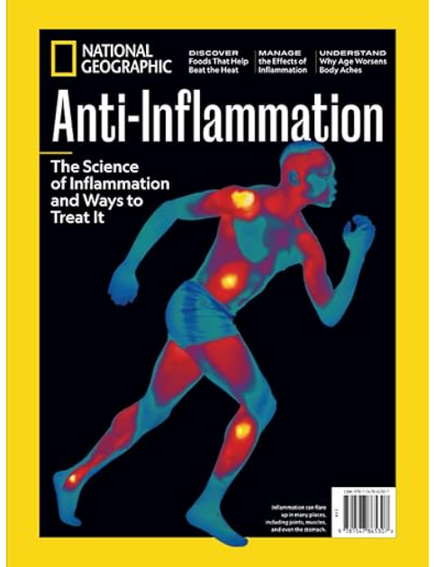 NATIONAL
GEOGRAPHIC
DISCOVER
Foods That Help
Beat the Heat
MANAGE
the Effects of
Inflammation
UNDERSTAND
Why Age Worsens
Body Aches
Anti-Inflammation
The Science
of Inflammation
and Ways to
Treat It
Inflammation can flare
up in many places,
including joints, muscles,
and even the stomach.